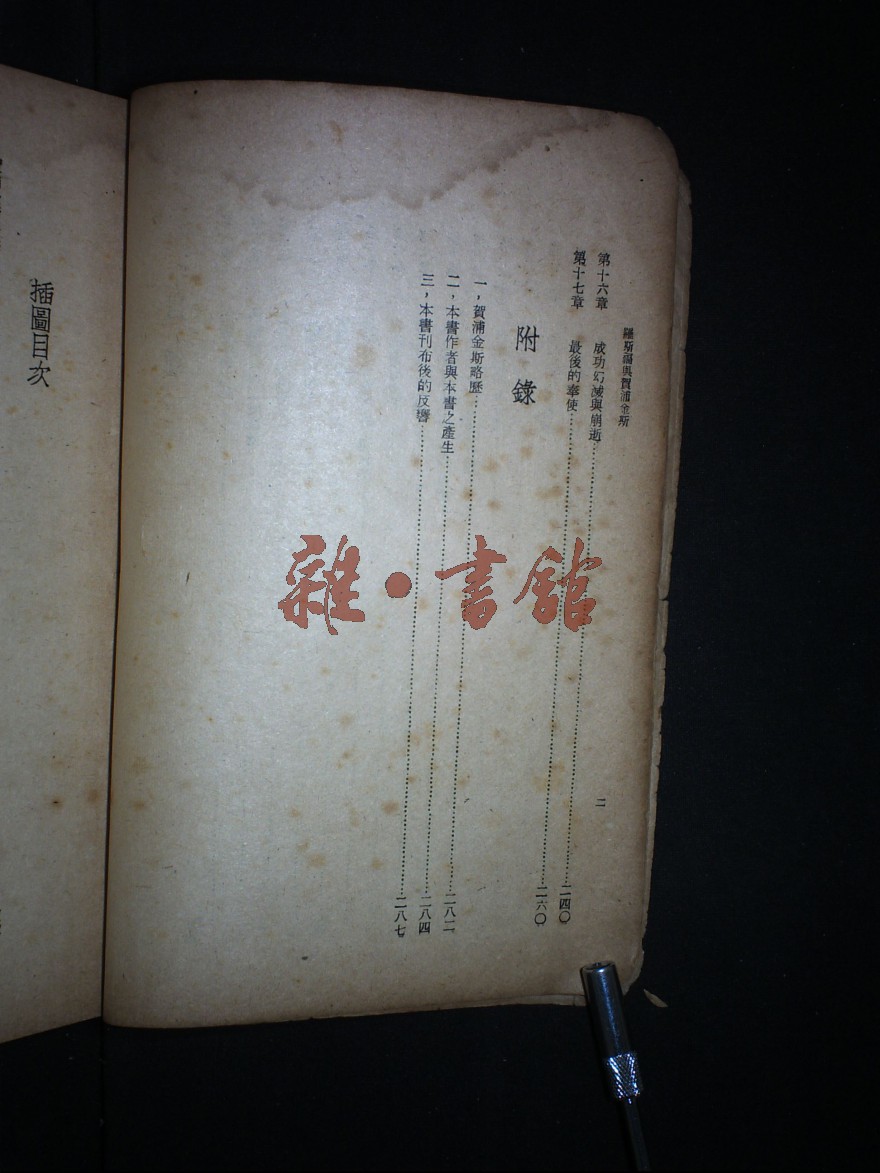 羅斯福與賀浦金斯
二
第十六章 成功幻滅與崩逝……二四〇
第十七章 最後的奉使……二六〇
附錄
一，賀浦金斯略歷……二八二
二，本書作者與本書之產生……二八四
三，本書刊布後的反響……二八七
插圖目次
雜·書館